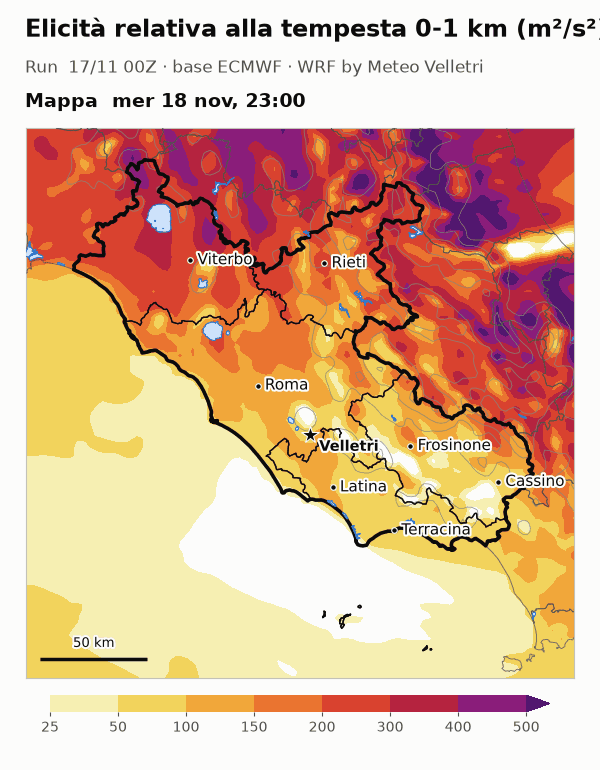 Elicità relativa alla tempesta 0-1 km (m²/s²)
Run  17/11 00Z · base ECMWF · WRF by Meteo Velletri
Mappa  mer 18 nov, 23:00
Viterbo
Rieti
Roma
Velletri
Frosinone
Latina
Cassino
Terracina
50 km
25 50 100 150 200 300 400 500